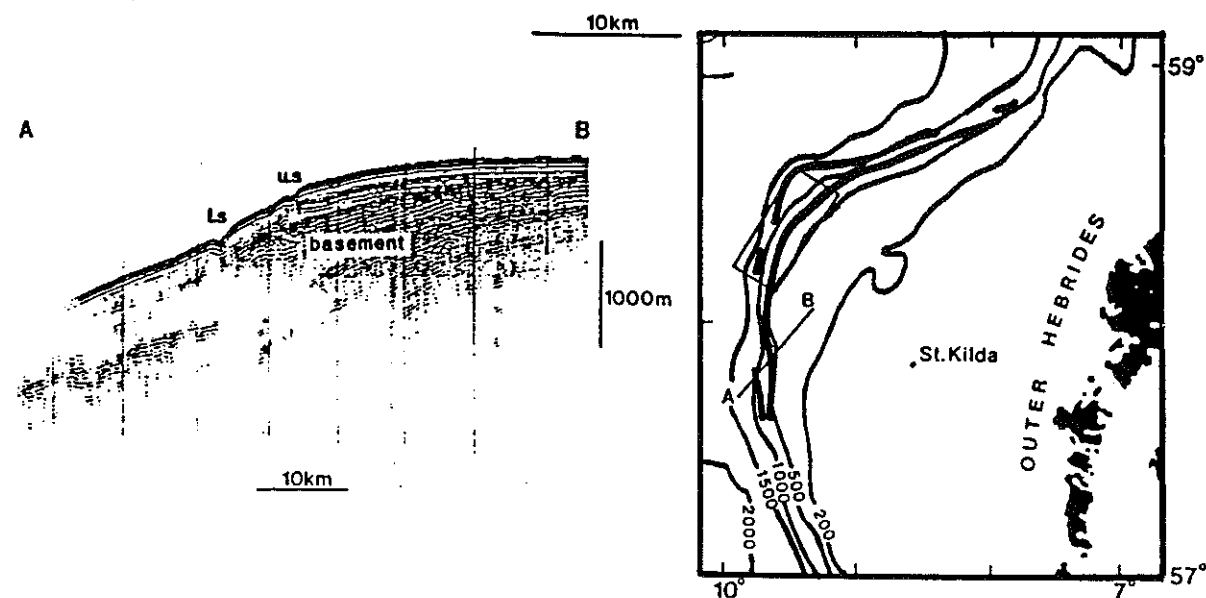 10km
A
B
u.s
Ls
basement
1000m
10km
59°
B
St. Kilda
A
OUTER HEBRIDES
500
1000
1500
200
2000
10°
7°
57°